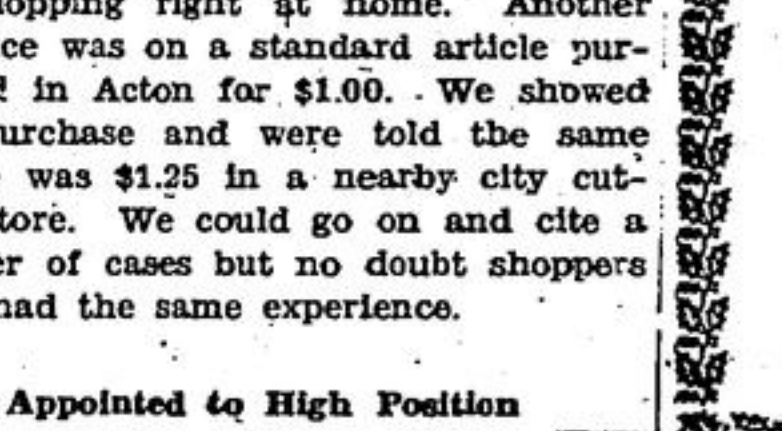 opping right at home. Another
ce was on a standard article pur-
in Acton for $1.00. We showed
urchase and were told the same
was $1.25 in a nearby city cut-
tore. We could go on and cite a
er of cases but no doubt shoppers
had the same experience.
Appointed to High Position